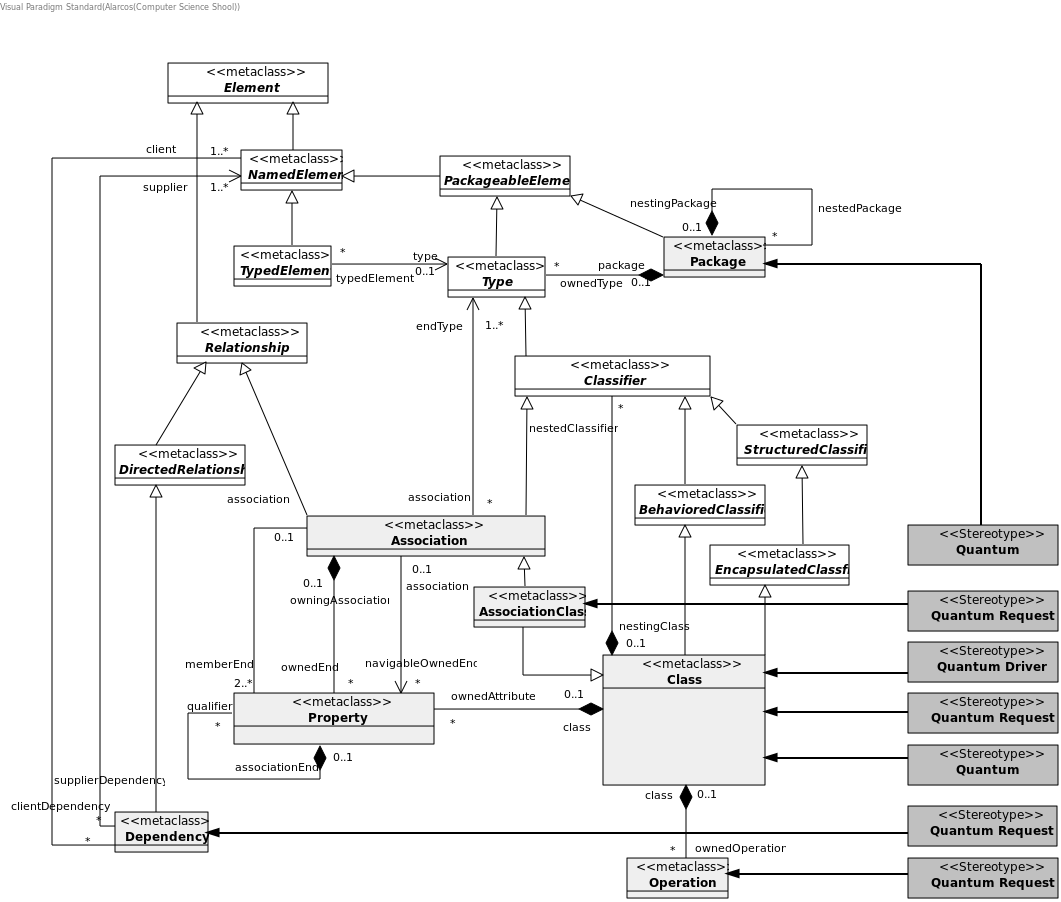 Visual Paradigm Standard(Alarcos(Computer Science Shool))
<<metaclass>>
Element
client
1..*
<<metaclass>
NamedElemer
supplier
1..*
<<metaclass>>
PackageableEleme
nestingPackage
0..1
nestedPackage
*
<<metaclass>
Package
<<metaclass>
TypedElemen
*
typedElement
type
0..1
<<metaclass>
Type
*
ownedType
package
0..1
<<metaclass>>
Relationship
endType
1..*
<<metaclass>>
Classifier
*
nestedClassifier
<<metaclass>>
StructuredClassifi
<<metaclass>>
DirectedRelationsh
<<metaclass>>
BehavioredClassifi
association
association
*
<<metaclass>>
Association
0..1
<<metaclass>>
EncapsulatedClassf
<<Stereotype>>
Quantum
0..1
owningAssociation
0..1
association
<<metaclass>>
AssociationClas
<<Stereotype>>
Quantum Request
nestingClass
0..1
<<metaclass>>
Class
<<Stereotype>>
Quantum Driver
memberEnd
2..*
ownedEnd
*
navigableOwnedEnd
*
<<metaclass>>
Property
ownedAttribute
*
0..1
class
<<Stereotype>>
Quantum Request
qualifier
*
associationEnd
0..1
<<Stereotype>>
Quantum
supplierDependency
*
clientDependency
*
<<metaclass>
Dependency
class
0..1
<<Stereotype>>
Quantum Request
*
ownedOperation
<<metaclass>
Operation
<<Stereotype>>
Quantum Request